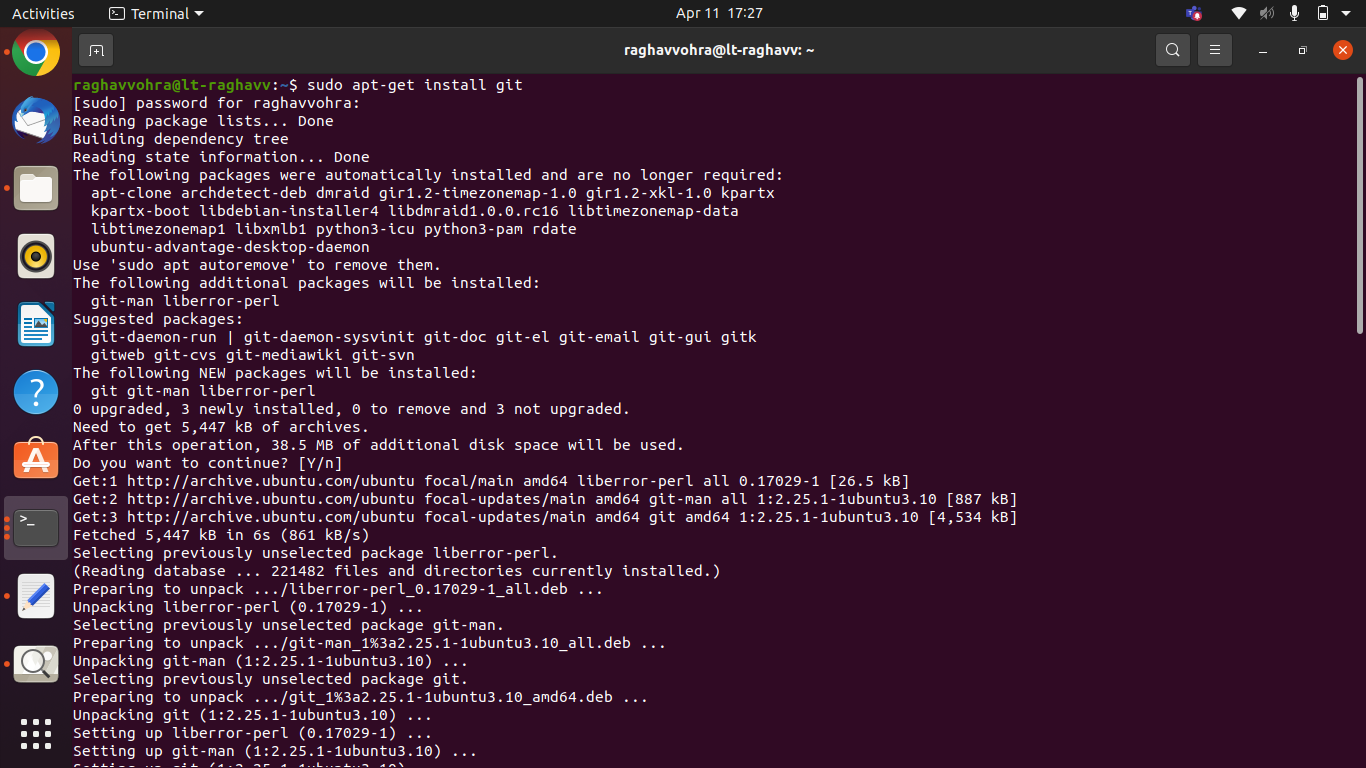 Activities
Terminal
Apr 11 17:27
raghavvohra@lt-raghavv: ~
raghavvohra@lt-raghavv:~$ sudo apt-get install git
[sudo] password for raghavvohra:
Reading package lists... Done
Building dependency tree
Reading state information... Done
The following packages were automatically installed and are no longer required:
  apt-clone archdetect-deb dmraid gir1.2-timezonemap-1.0 gir1.2-xkl-1.0 kpartx
  kpartx-boot libdebian-installer4 libdmraid1.0.0.rc16 libtimezonemap-data
  libtimezonemap1 libxmlb1 python3-icu python3-pam rdate
  ubuntu-advantage-desktop-daemon
Use 'sudo apt autoremove' to remove them.
The following additional packages will be installed:
  git-man liberror-perl
Suggested packages:
  git-daemon-run | git-daemon-sysvinit git-doc git-el git-email git-gui gitk
  gitweb git-cvs git-mediawiki git-svn
The following NEW packages will be installed:
  git git-man liberror-perl
0 upgraded, 3 newly installed, 0 to remove and 3 not upgraded.
Need to get 5,447 kB of archives.
After this operation, 38.5 MB of additional disk space will be used.
Do you want to continue? [Y/n]
Get:1 http://archive.ubuntu.com/ubuntu focal/main amd64 liberror-perl all 0.17029-1 [26.5 kB]
Get:2 http://archive.ubuntu.com/ubuntu focal-updates/main amd64 git-man all 1:2.25.1-1ubuntu3.10 [887 kB]
Get:3 http://archive.ubuntu.com/ubuntu focal-updates/main amd64 git amd64 1:2.25.1-1ubuntu3.10 [4,534 kB]
Fetched 5,447 kB in 6s (861 kB/s)
Selecting previously unselected package liberror-perl.
(Reading database ... 221482 files and directories currently installed.)
Preparing to unpack .../liberror-perl_0.17029-1_all.deb ...
Unpacking liberror-perl (0.17029-1) ...
Selecting previously unselected package git-man.
Preparing to unpack .../git-man_1%3a2.25.1-1ubuntu3.10_all.deb ...
Unpacking git-man (1:2.25.1-1ubuntu3.10) ...
Selecting previously unselected package git.
Preparing to unpack .../git_1%3a2.25.1-1ubuntu3.10_amd64.deb ...
Unpacking git (1:2.25.1-1ubuntu3.10) ...
Setting up liberror-perl (0.17029-1) ...
Setting up git-man (1:2.25.1-1ubuntu3.10) ...